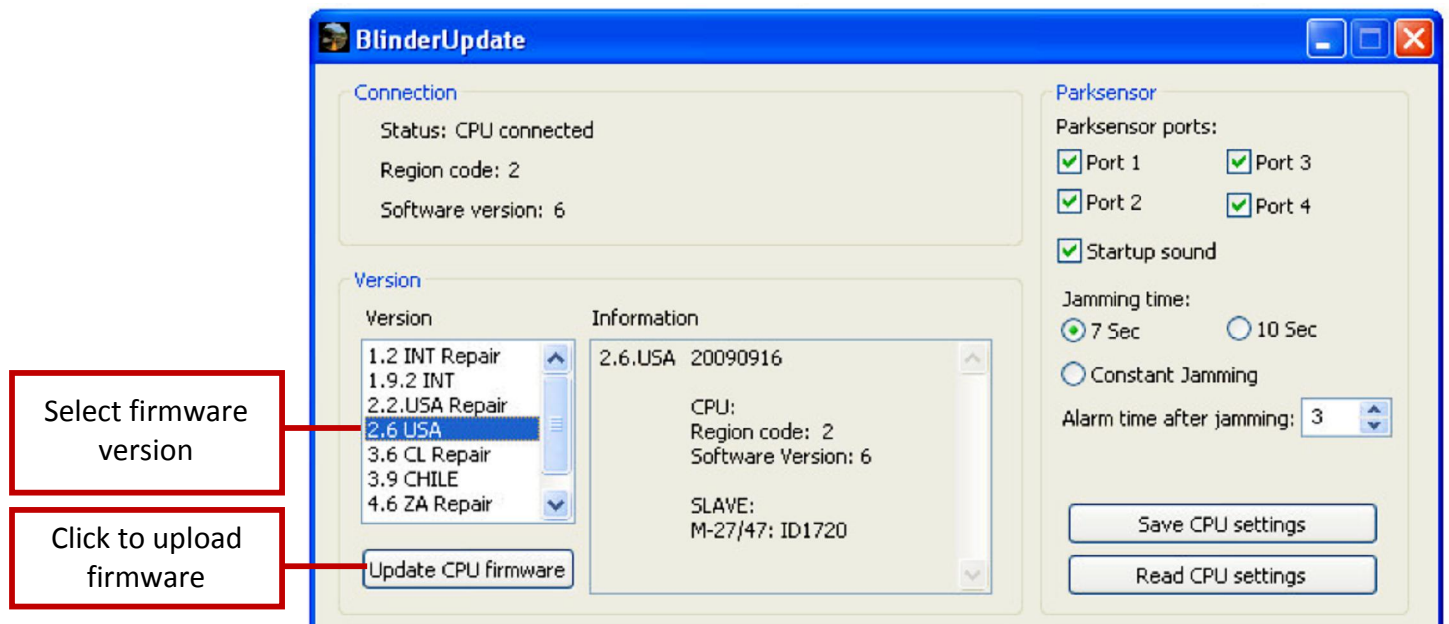 BlinderUpdate
Connection
Status: CPU connected
Region code: 2
Software version: 6
Version
Version
1.2 INT Repair
1.9.2 INT
2.2.USA Repair
2.6 USA
3.6 CL Repair
3.9 CHILE
4.6 ZA Repair
Update CPU firmware
Information
2.6.USA 20090916
CPU:
Region code: 2
Software Version: 6
SLAVE:
M-27/47: ID1720
Parksensor
Parksensor ports:
Port 1 Port 3
Port 2 Port 4
Startup sound
Jamming time:
7 Sec 10 Sec
Constant Jamming
Alarm time after jamming: 3
Save CPU settings
Read CPU settings
Select firmware
version
Click to upload
firmware